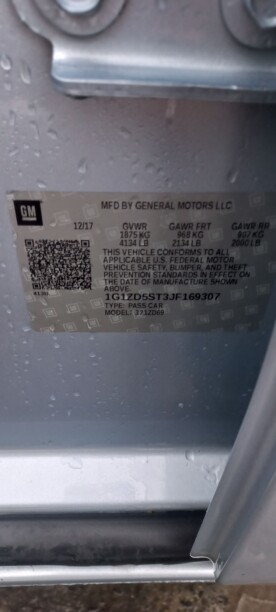 GM
MFD BY GENERAL MOTORS LLC
12/17 GVWR GAWR FRT GAWR RR
1875 KG 968 KG 907 KG
4134 LB 2134 LB 2000 LB
THIS VEHICLE CONFORMS TO ALL
APPLICABLE U.S. FEDERAL MOTOR
VEHICLE SAFETY, BUMPER, AND THEFT
PREVENTION STANDARDS IN EFFECT ON
THE DATE OF MANUFACTURE SHOWN
ABOVE.
1G1ZD5ST3JF169307
TYPE: PASS CAR